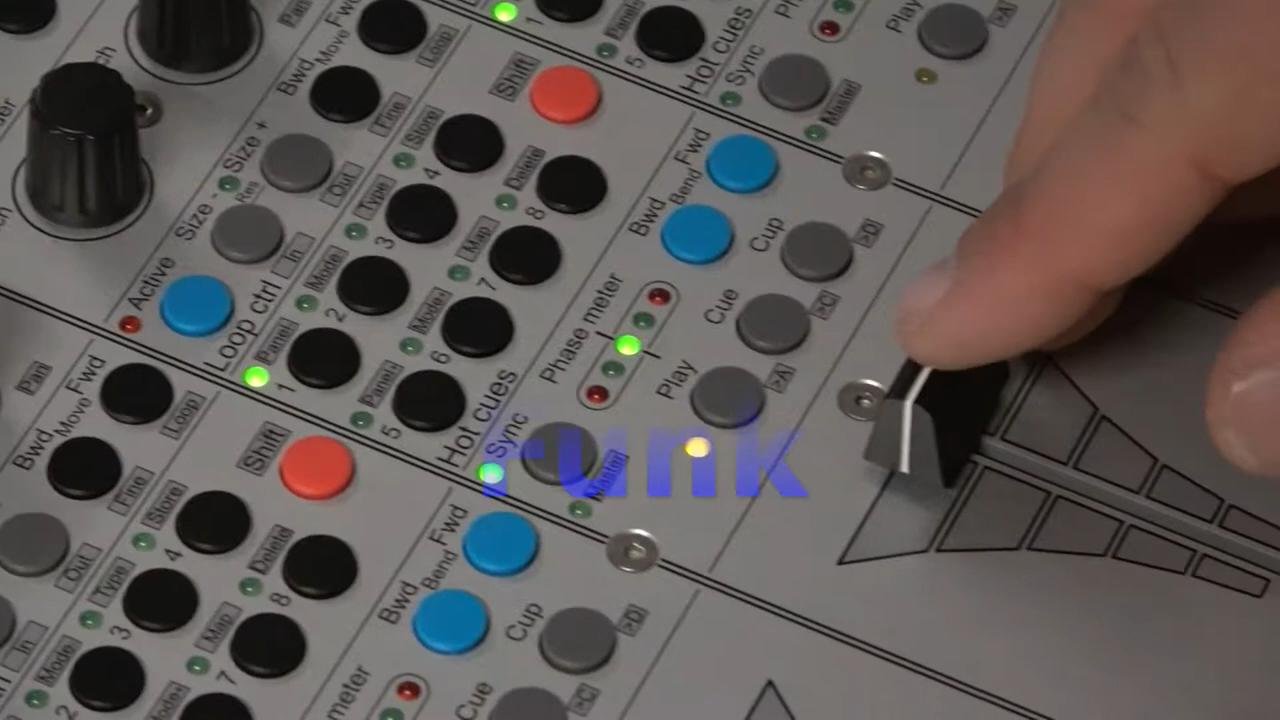 Pan
Fwd
Move
Bwd
Loop
Fine
Size +
Size -
Res
Out
In
Active
Loop ctrl
Shift
Store
4
Type
3
Mode-
2
Panel-
1
Delete
8
Map
7
Mode+
6
Panel+
5
Hot cues
Fwd
Bend
Bwd
Cup
>D
Cue
>C
Phase meter
Play
>A
Sync
Master
runk
1
Panel+
5
Hot cues
Sync
Master
Play
>A
Pan
Fwd
Move
Bwd
Loop
Fine
Out
In
Shift
Store
4
Type
3
Mode-
2
Delete
8
Map
7
Mode+
Fwd
Bend
Bwd
Cup
>D
Cue
>C
meter